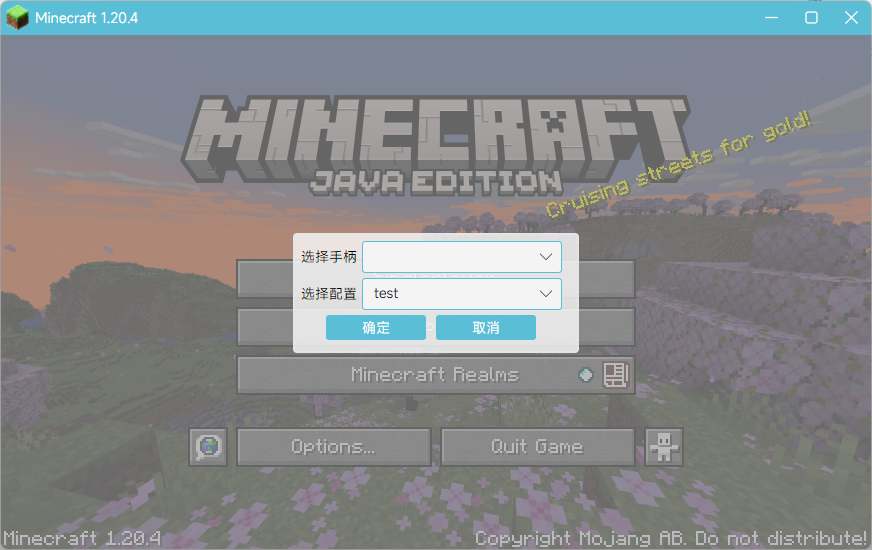 Minecraft 1.20.4
MINECRAFT
JAVA EDITION
Cruising streets for gold!
选择手柄
选择配置 test
确定 取消
Minecraft Realms
Options... Quit Game
Minecraft 1.20.4 Copyright Mojang AB. Do not distribute!